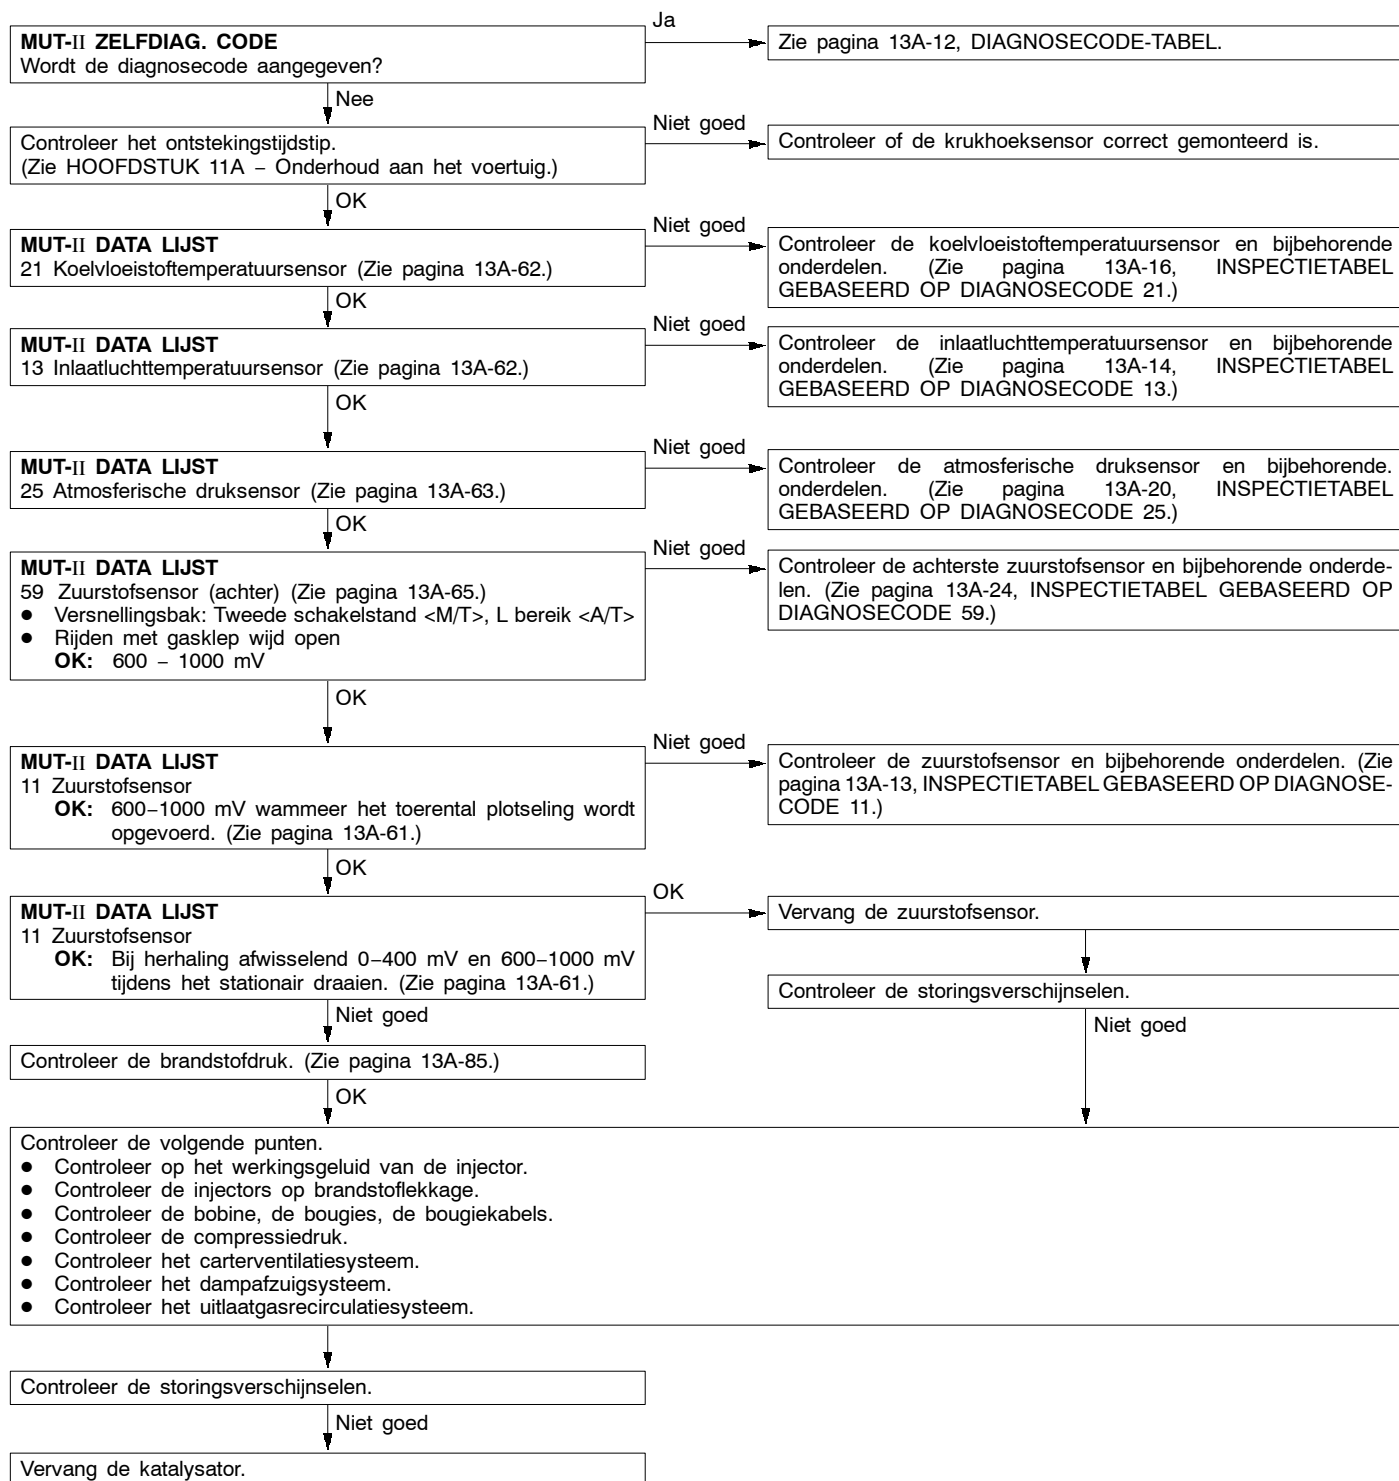 Ja
MUT-II ZELFDIAG. CODE
Wordt de diagnosecode aangegeven?
Zie pagina 13A-12, DIAGNOSECODE-TABEL.
Nee
Controleer het ontstekingstijdstip.
(Zie HOOFDSTUK 11A – Onderhoud aan het voertuig.)
Niet goed
Controleer of de krukhoeksensor correct gemonteerd is.
OK
MUT-II DATA LIJST
21 Koelvloeistoftemperatuursensor (Zie pagina 13A-62.)
Niet goed
Controleer de koelvloeistoftemperatuursensor en bijbehorende
onderdelen. (Zie pagina 13A-16, INSPECTIETABEL
GEBASEERD OP DIAGNOSECODE 21.)
OK
MUT-II DATA LIJST
13 Inlaatluchttemperatuursensor (Zie pagina 13A-62.)
Niet goed
Controleer de inlaatluchttemperatuursensor en bijbehorende
onderdelen. (Zie pagina 13A-14, INSPECTIETABEL
GEBASEERD OP DIAGNOSECODE 13.)
OK
MUT-II DATA LIJST
25 Atmosferische druksensor (Zie pagina 13A-63.)
Niet goed
Controleer de atmosferische druksensor en bijbehorende.
onderdelen. (Zie pagina 13A-20, INSPECTIETABEL
GEBASEERD OP DIAGNOSECODE 25.)
OK
MUT-II DATA LIJST
59 Zuurstofsensor (achter) (Zie pagina 13A-65.)
● Versnellingsbak: Tweede schakelstand <M/T>, L bereik <A/T>
● Rijden met gasklep wijd open
OK: 600 – 1000 mV
Niet goed
Controleer de achterste zuurstofsensor en bijbehorende onderde-
len. (Zie pagina 13A-24, INSPECTIETABEL GEBASEERD OP
DIAGNOSECODE 59.)
OK
MUT-II DATA LIJST
11 Zuurstofsensor
OK: 600–1000 mV wammeer het toerental plotseling wordt
opgevoerd. (Zie pagina 13A-61.)
Niet goed
Controleer de zuurstofsensor en bijbehorende onderdelen. (Zie
pagina 13A-13, INSPECTIETABEL GEBASEERD OP DIAGNOSE-
CODE 11.)
OK
MUT-II DATA LIJST
11 Zuurstofsensor
OK: Bij herhaling afwisselend 0–400 mV en 600–1000 mV
tijdens het stationair draaien. (Zie pagina 13A-61.)
OK
Vervang de zuurstofsensor.
Controleer de storingsverschijnselen.
Niet goed
Niet goed
Controleer de brandstofdruk. (Zie pagina 13A-85.)
OK
Controleer de volgende punten.
● Controleer op het werkingsgeluid van de injector.
● Controleer de injectors op brandstoflekkage.
● Controleer de bobine, de bougies, de bougiekabels.
● Controleer de compressiedruk.
● Controleer het carterventilatiesysteem.
● Controleer het dampafzuigsysteem.
● Controleer het uitlaatgasrecirculatiesysteem.
Controleer de storingsverschijnselen.
Niet goed
Vervang de katalysator.